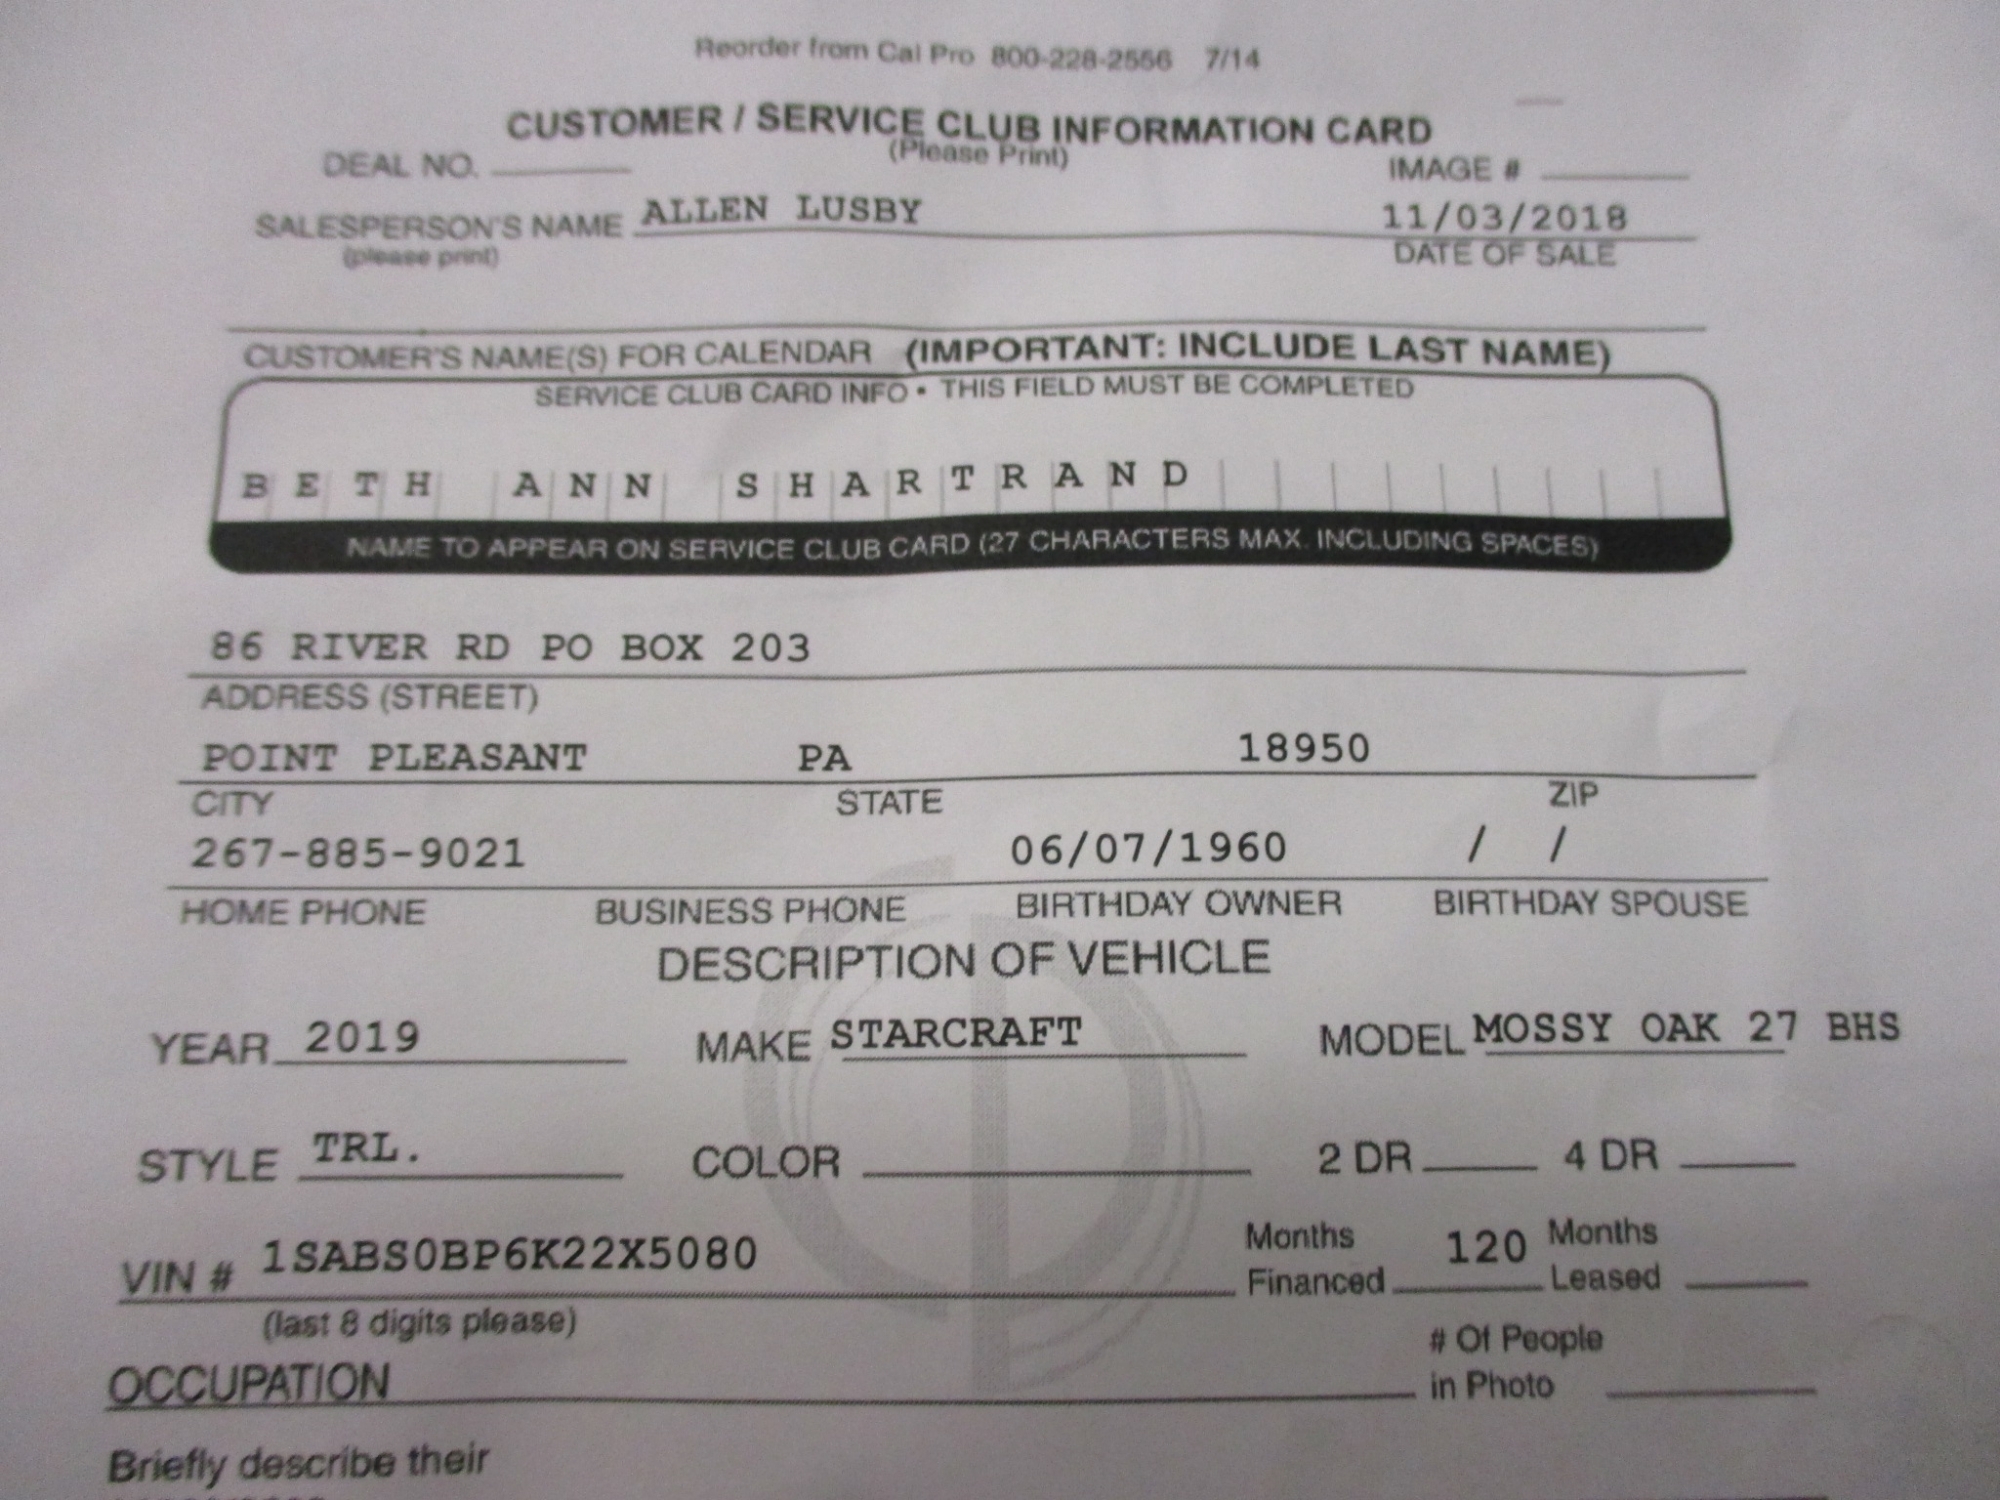 Reorder from Cal Pro 800-228-2556 7/14
CUSTOMER / SERVICE CLUB INFORMATION CARD
(Please Print)
DEAL NO. IMAGE #
SALESPERSON'S NAME ALLEN LUSBY 11/03/2018
(please print) DATE OF SALE
CUSTOMER'S NAME(S) FOR CALENDAR (IMPORTANT: INCLUDE LAST NAME)
SERVICE CLUB CARD INFO • THIS FIELD MUST BE COMPLETED
BETH ANN SHARTRAND
NAME TO APPEAR ON SERVICE CLUB CARD (27 CHARACTERS MAX. INCLUDING SPACES)
86 RIVER RD PO BOX 203
ADDRESS (STREET)
POINT PLEASANT PA 18950
CITY STATE ZIP
267-885-9021 06/07/1960 / /
HOME PHONE BUSINESS PHONE BIRTHDAY OWNER BIRTHDAY SPOUSE
DESCRIPTION OF VEHICLE
YEAR 2019 MAKE STARCRAFT MODEL MOSSY OAK 27 BHS
STYLE TRL. COLOR 2 DR 4 DR
VIN # 1SABS0BP6K22X5080 Months Financed 120 Months Leased
(last 8 digits please)
OCCUPATION # Of People in Photo
Briefly describe their